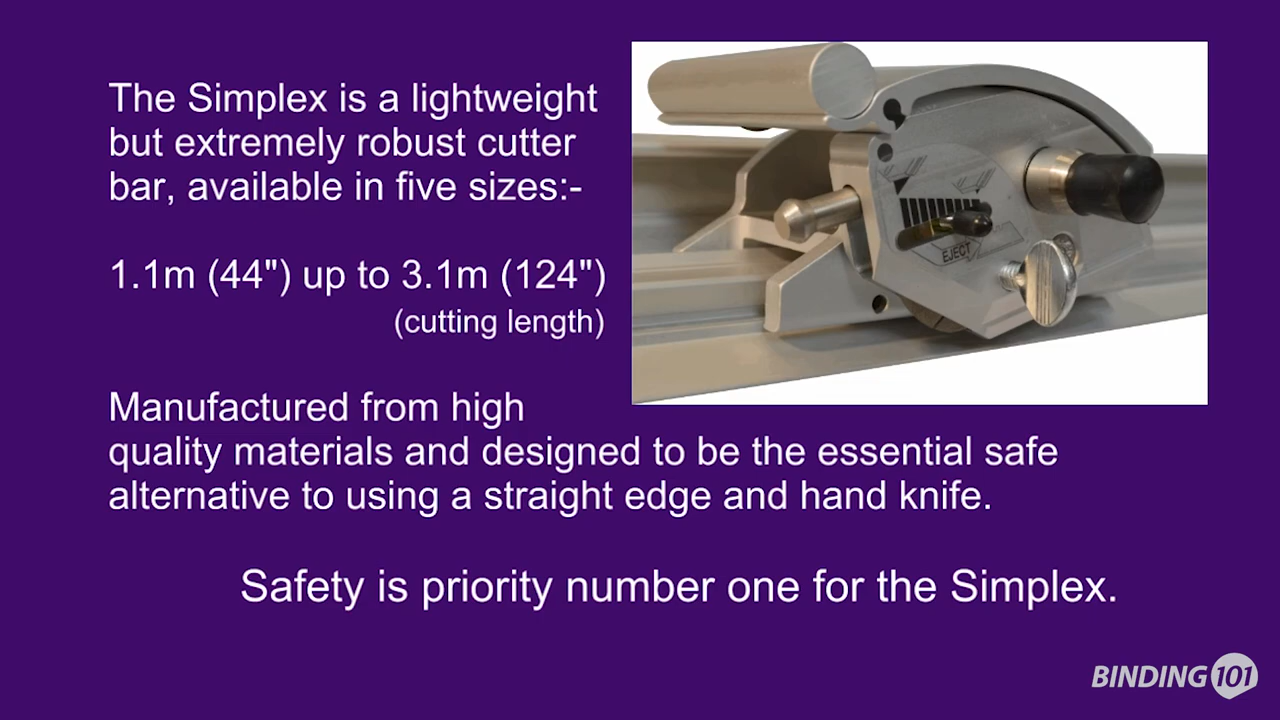 The Simplex is a lightweight
but extremely robust cutter
bar, available in five sizes:-
1.1m (44") up to 3.1m (124")
(cutting length)
Manufactured from high
quality materials and designed to be the essential safe
alternative to using a straight edge and hand knife.
Safety is priority number one for the Simplex.
EJECT
BINDING 101